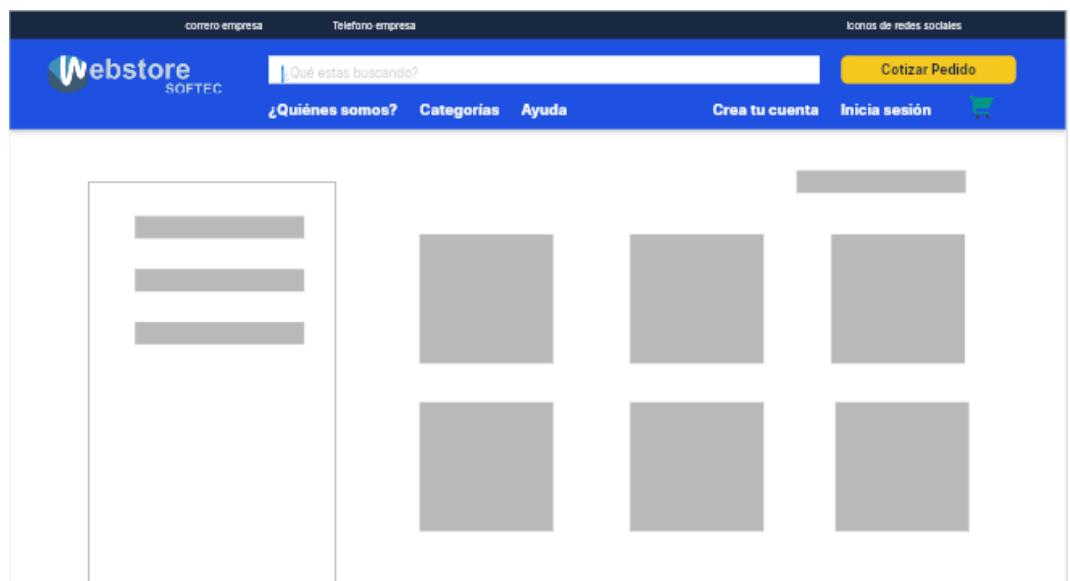 correro empresa Telefono empresa Iconos de redes sociales
Webstore
SOFTEC
¿Qué estas buscando?
Cotizar Pedido
¿Quiénes somos? Categorías Ayuda Crea tu cuenta Inicia sesión